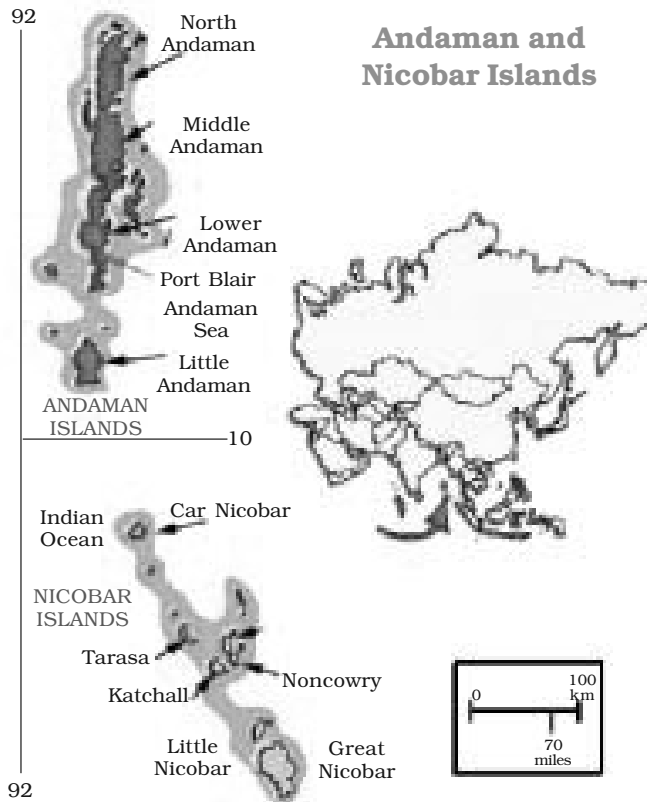 92
North
Andaman
Andaman and
Nicobar Islands
Middle
Andaman
Lower
Andaman
Port Blair
Andaman
Sea
Little
Andaman
ANDAMAN
ISLANDS
10
Indian
Ocean
Car Nicobar
NICOBAR
ISLANDS
Tarasa
Katchall
Noncowry
Little
Nicobar
Great
Nicobar
0
100
km
70
miles
92